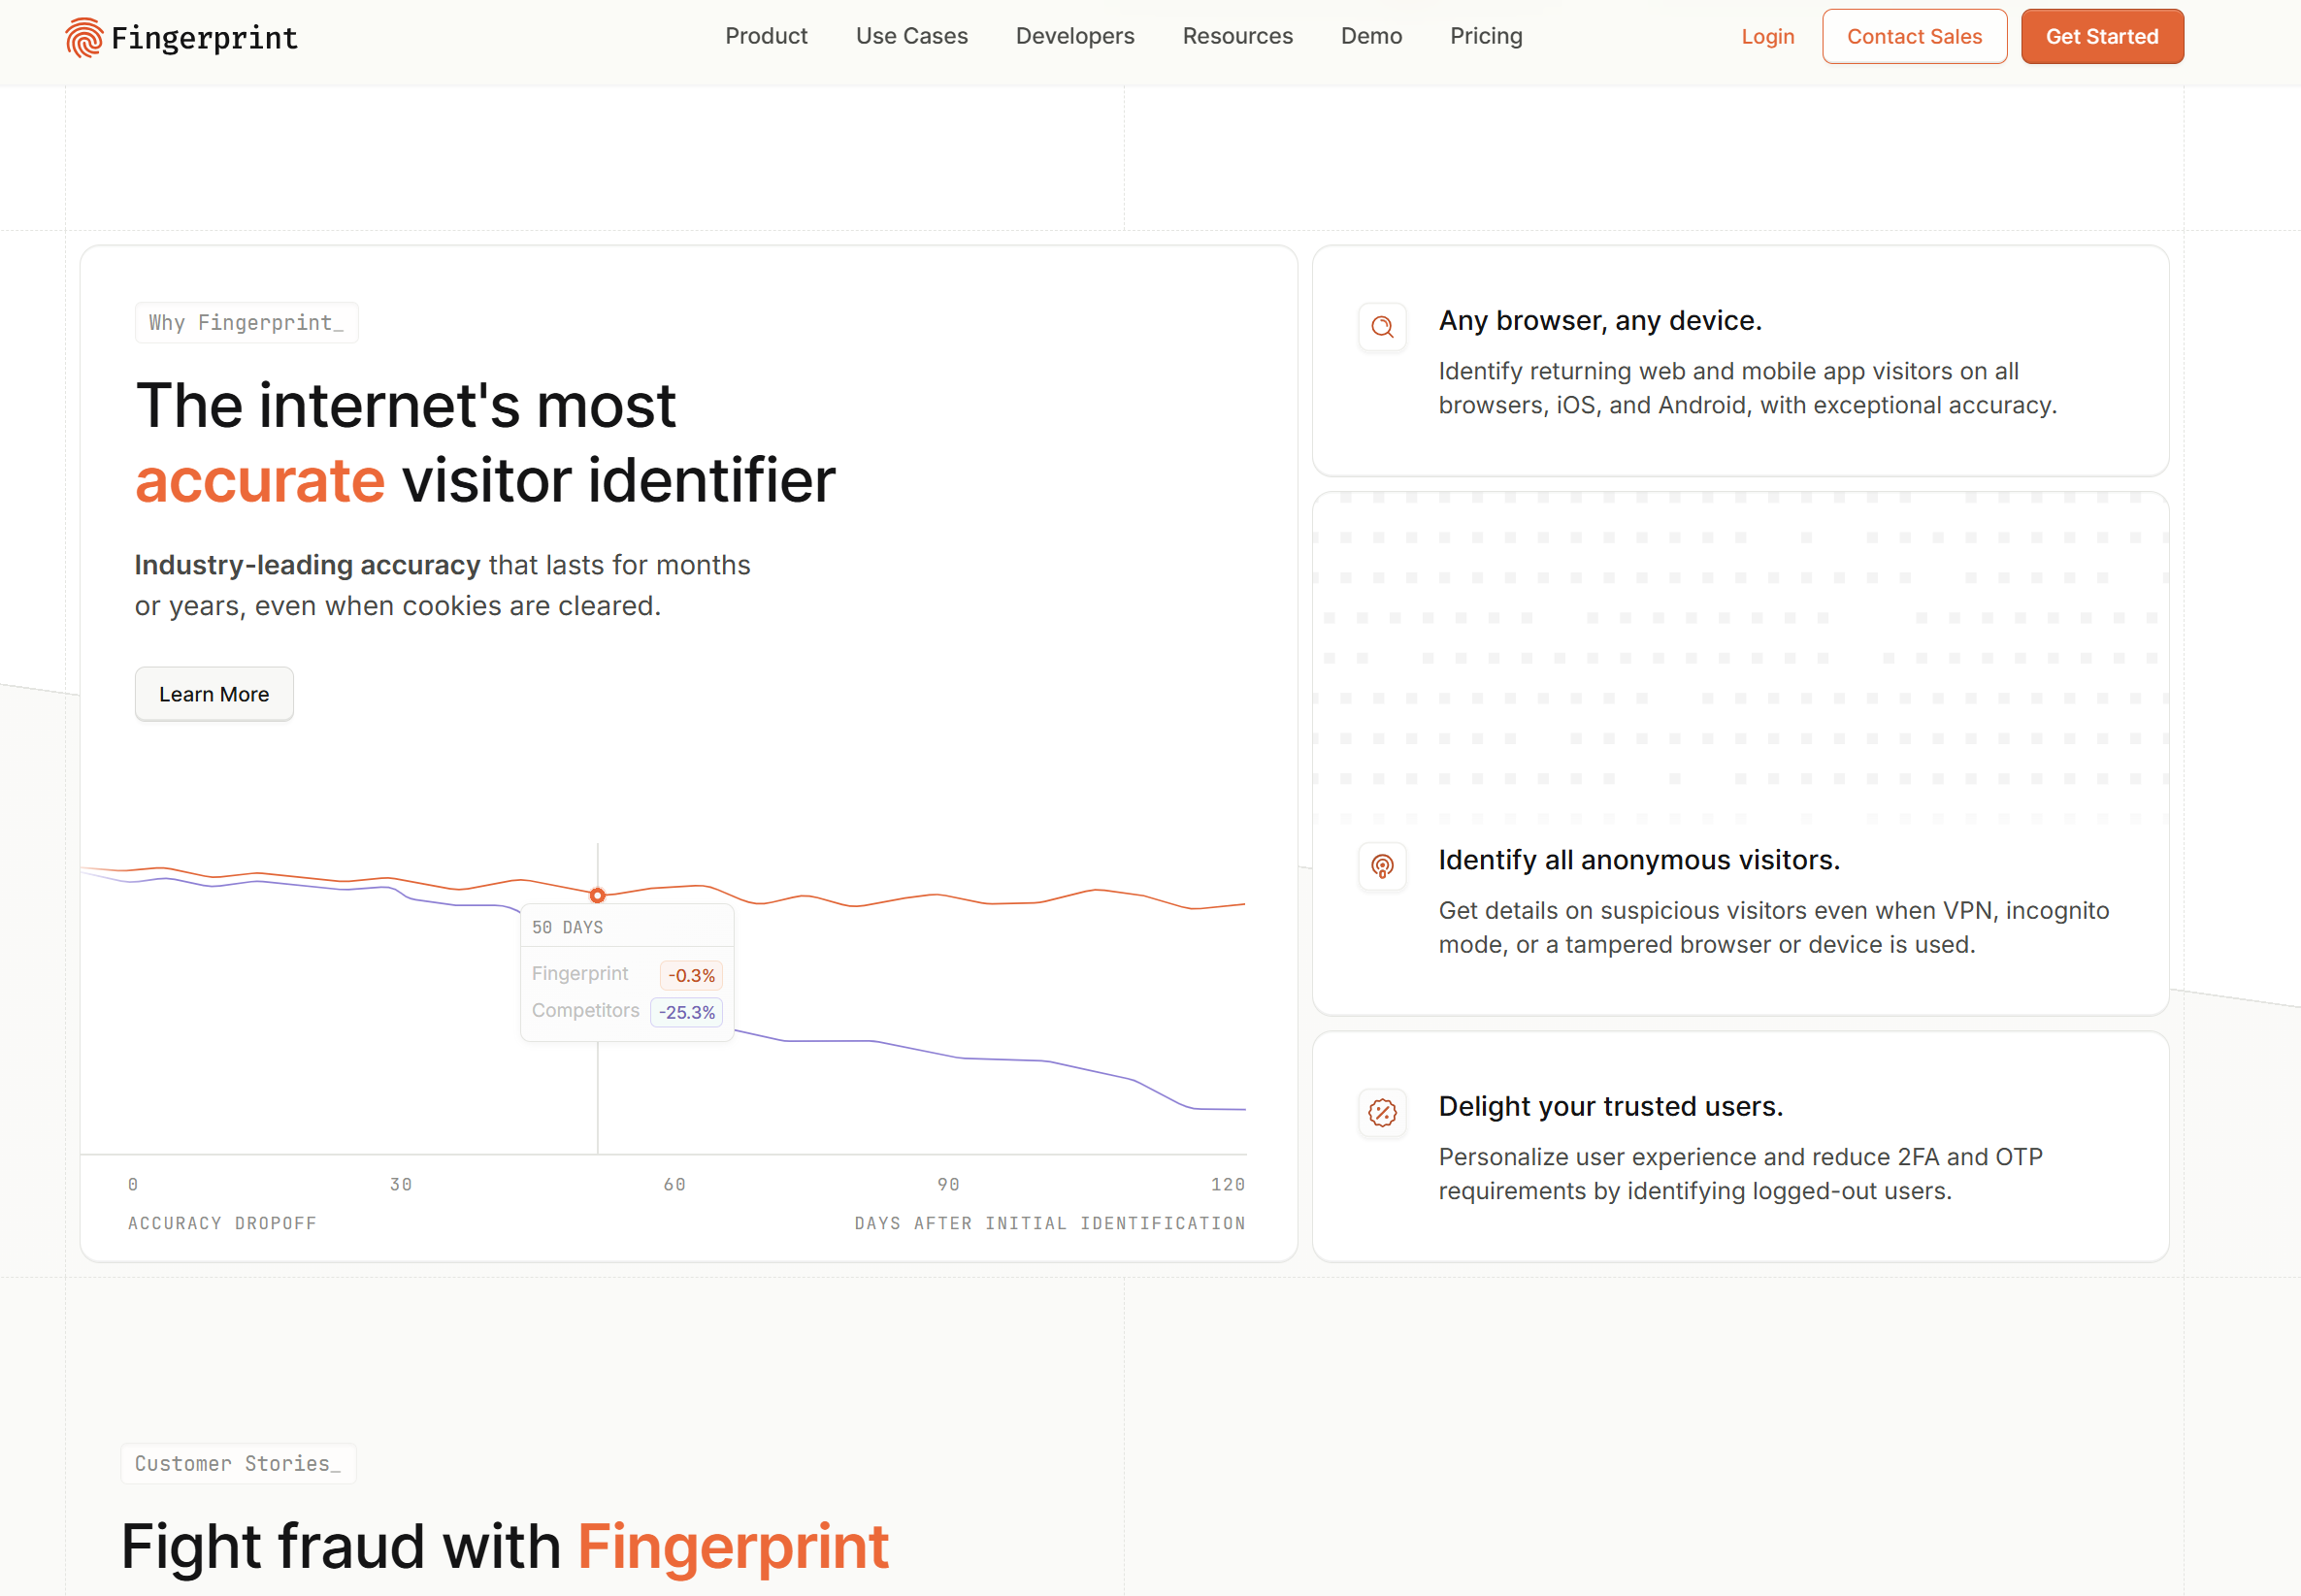 Fingerprint
Product Use Cases Developers Resources Demo Pricing
Login Contact Sales Get Started
Why Fingerprint_
The internet's most
accurate visitor identifier
Industry-leading accuracy that lasts for months
or years, even when cookies are cleared.
Learn More
50 DAYS
Fingerprint -0.3%
Competitors -25.3%
0 30 60 90 120
ACCURACY DROPOFF DAYS AFTER INITIAL IDENTIFICATION
Any browser, any device.
Identify returning web and mobile app visitors on all
browsers, iOS, and Android, with exceptional accuracy.
Identify all anonymous visitors.
Get details on suspicious visitors even when VPN, incognito
mode, or a tampered browser or device is used.
Delight your trusted users.
Personalize user experience and reduce 2FA and OTP
requirements by identifying logged-out users.
Customer Stories_
Fight fraud with Fingerprint